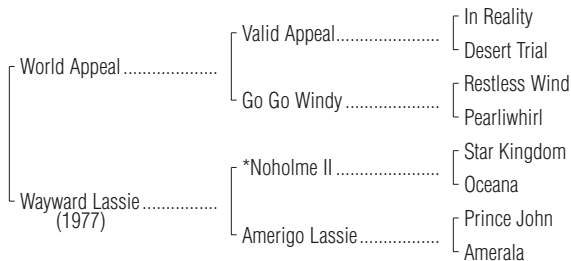 In Reality
Valid Appeal
Desert Trial
World Appeal
Restless Wind
Go Go Windy
Pearliwhirl
Star Kingdom
*Noholme II
Oceana
Wayward Lassie
(1977)
Prince John
Amerigo Lassie
Amerala